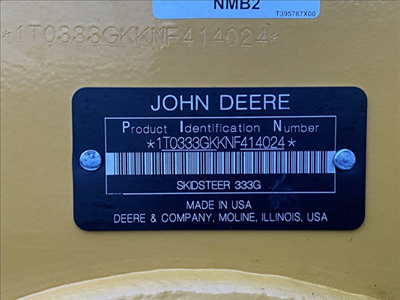 NMB2
T395787X00
*1T0333GKKNF414024*
JOHN DEERE
Product Identification Number
*1T0333GKKNF414024*
SKIDSTEER 333G
MADE IN USA
DEERE & COMPANY, MOLINE, ILLINOIS, USA